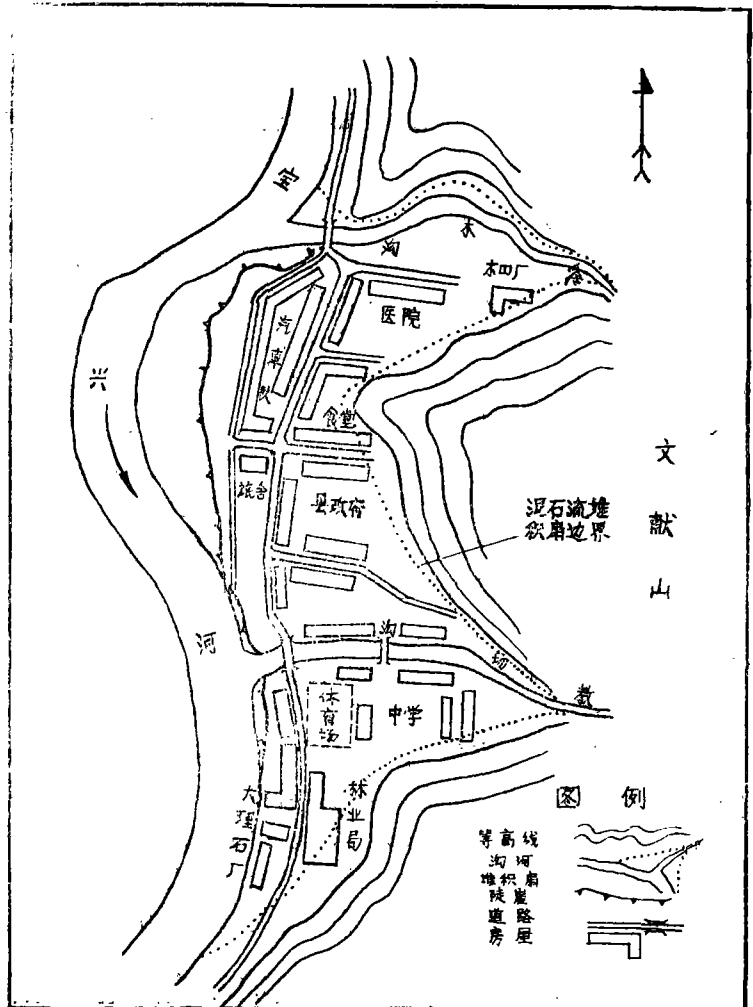 宝
兴
河
木
沟
木四厂
医院
汽
车
队
食堂
旅舍
县政府
泥石流堆
积扇边界
文
献
山
沟
教
场
体
育
场
中学
林
业
局
大
理
石
厂
图 例
等高线
沟河
堆积扇
陡崖
道路
房屋